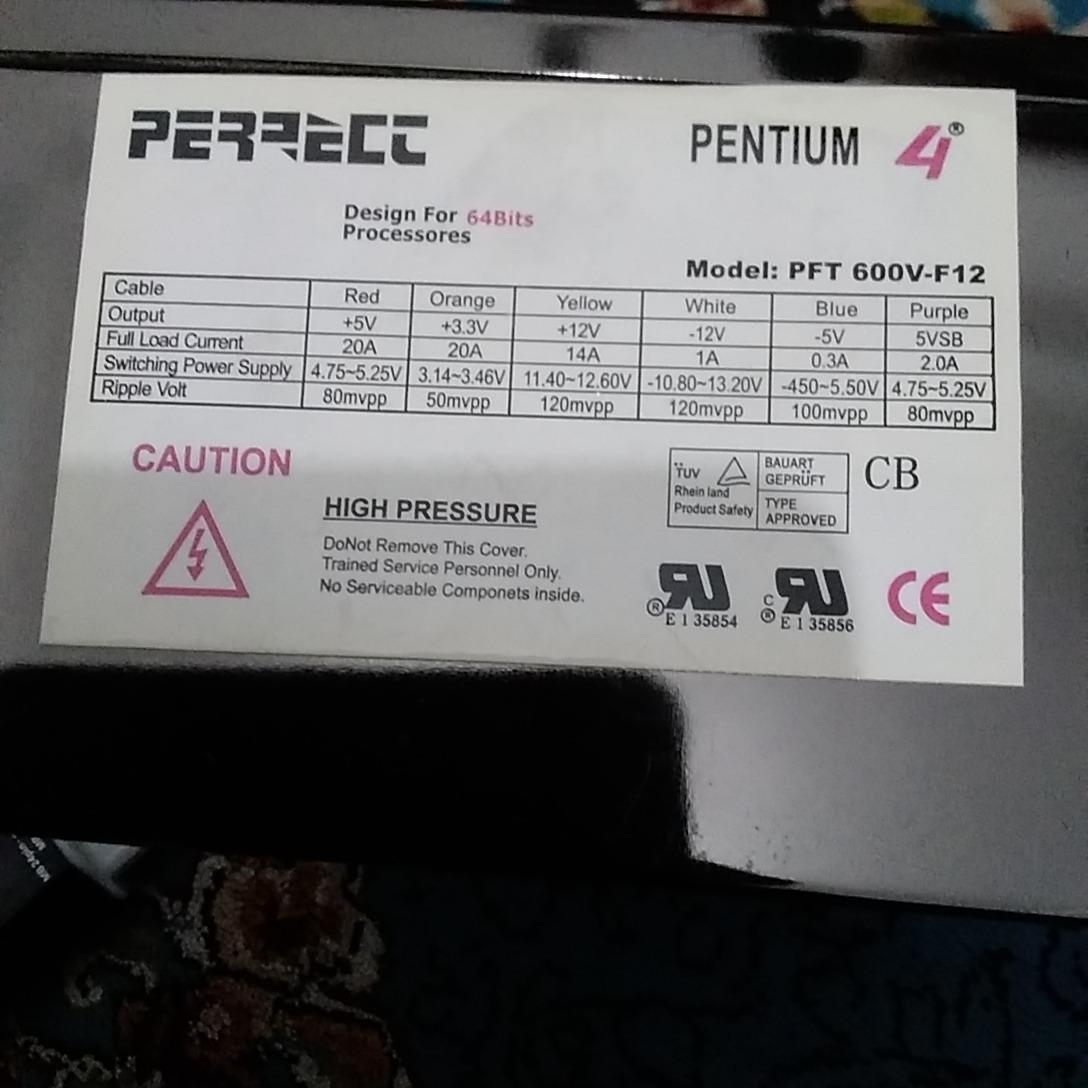 PERFECT
PENTIUM 4®
Design For 64Bits
Processores
Model: PFT 600V-F12
Cable Red Orange Yellow White Blue Purple
Output +5V +3.3V +12V -12V -5V 5VSB
Full Load Current 20A 20A 14A 1A 0.3A 2.0A
Switching Power Supply 4.75~5.25V 3.14~3.46V 11.40~12.60V -10.80~13.20V -450~5.50V 4.75~5.25V
Ripple Volt 80mvpp 50mvpp 120mvpp 120mvpp 100mvpp 80mvpp
CAUTION
HIGH PRESSURE
DoNot Remove This Cover.
Trained Service Personnel Only.
No Serviceable Componets inside.
TÜV
Rhein land
Product Safety
BAUART
GEPRÜFT
TYPE
APPROVED
CB
RU
® E 1 35854
C RU
® E 1 35856
CE